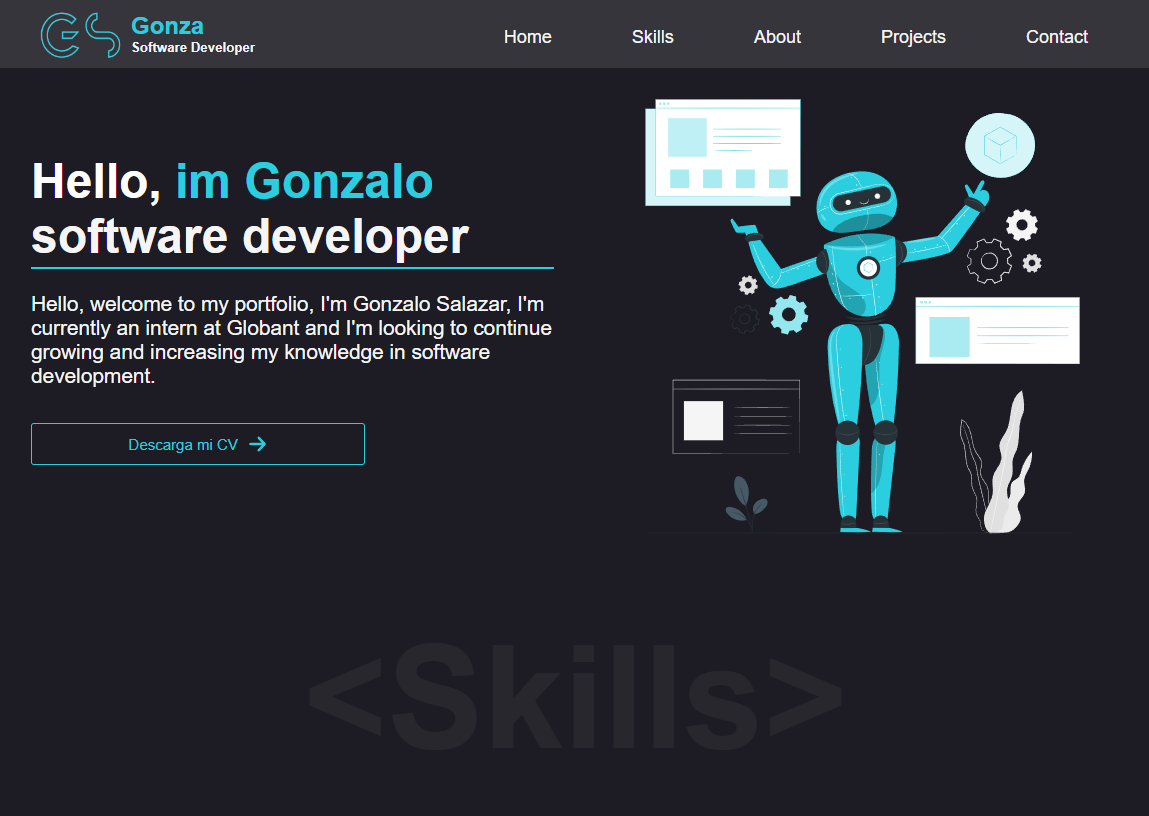 GS
Gonza
Software Developer
Home Skills About Projects Contact
Hello, im Gonzalo
software developer
Hello, welcome to my portfolio, I'm Gonzalo Salazar, I'm
currently an intern at Globant and I'm looking to continue
growing and increasing my knowledge in software
development.
Descarga mi CV
<Skills>